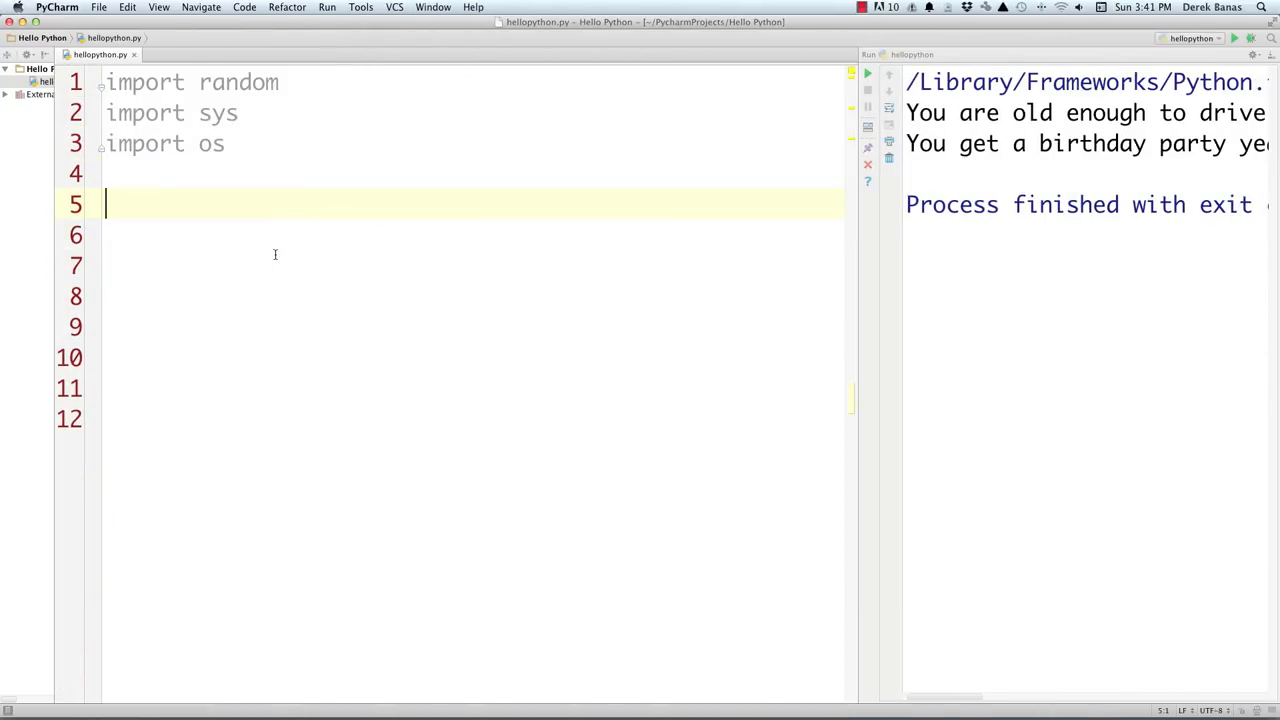 PyCharm File Edit View Navigate Code Refactor Run Tools VCS Window Help 10 Sun 3:41 PM Derek Banas
hellopython.py – Hello Python – [~/PycharmProjects/Hello Python]
Hello Python hellopython.py hellopython
hellopython.py Run hellopython
Hello P
hell
Externa
1 import random
2 import sys
3 import os
4
5
6
7
8
9
10
11
12
/Library/Frameworks/Python.
You are old enough to drive
You get a birthday party yea
Process finished with exit
5:1 LF UTF-8